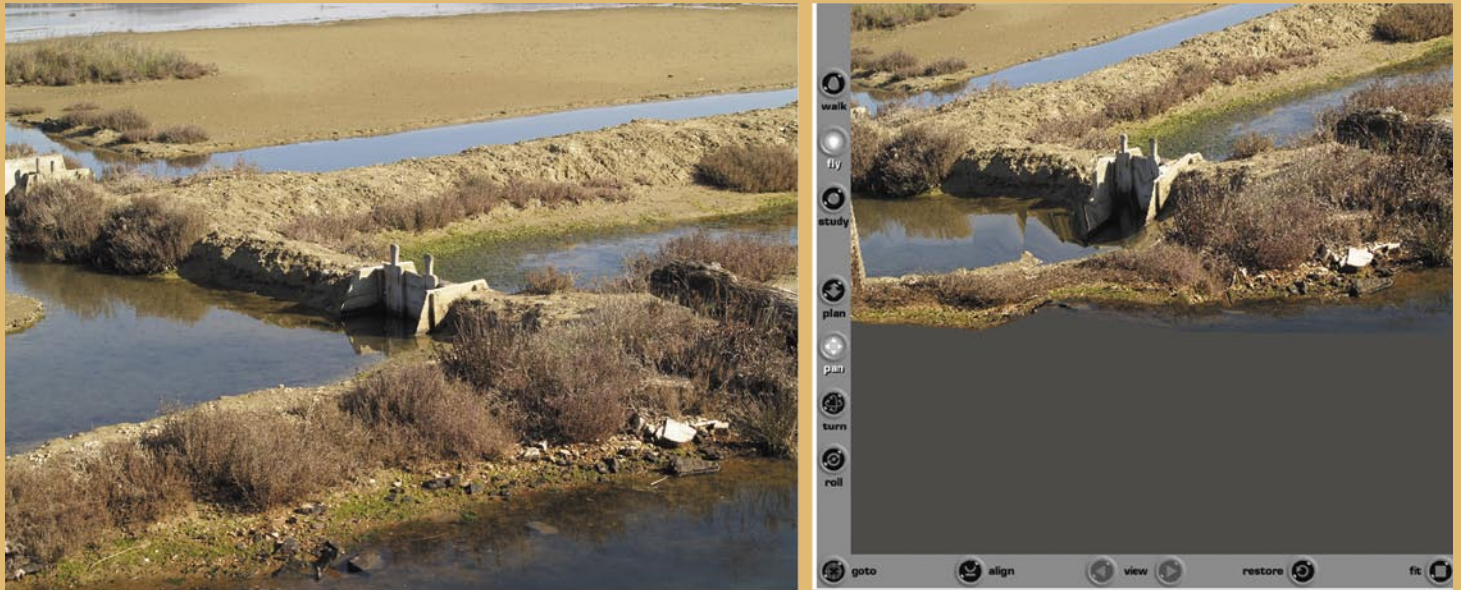 walk
fly
study
plan
pan
turn
roll
goto align view restore fit